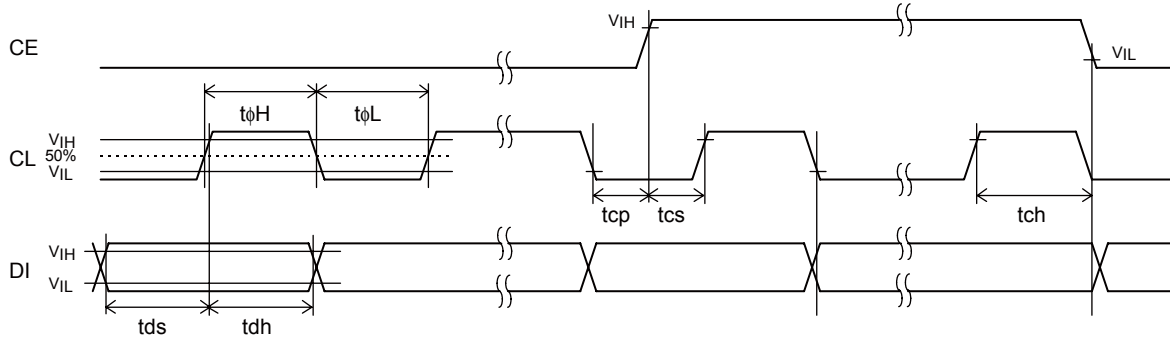 CE
VIH
VIL
tϕH
tϕL
CL
VIH
50%
VIL
tcp
tcs
tch
DI
VIH
VIL
tds
tdh